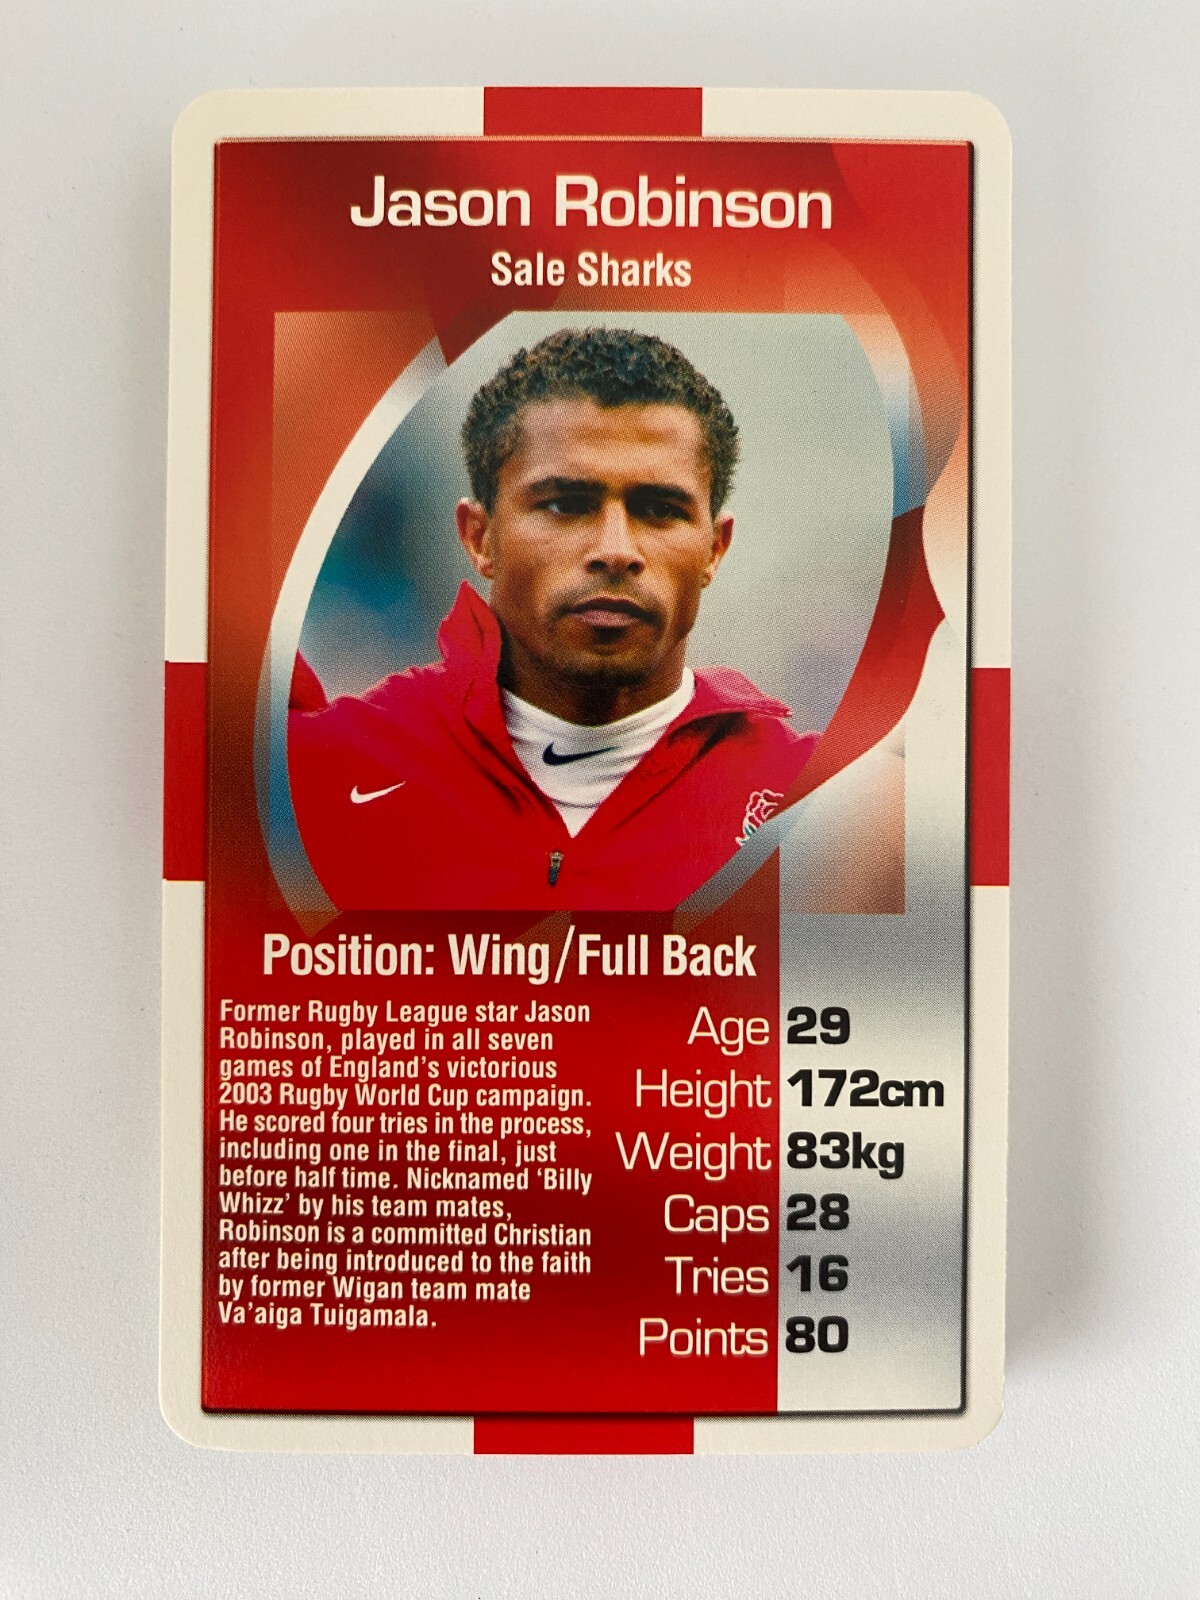 Jason Robinson
Sale Sharks
Position: Wing/Full Back
Former Rugby League star Jason
Robinson, played in all seven
games of England's victorious
2003 Rugby World Cup campaign.
He scored four tries in the process,
including one in the final, just
before half time. Nicknamed 'Billy
Whizz' by his team mates,
Robinson is a committed Christian
after being introduced to the faith
by former Wigan team mate
Va'aiga Tuigamala.
Age 29
Height 172cm
Weight 83kg
Caps 28
Tries 16
Points 80